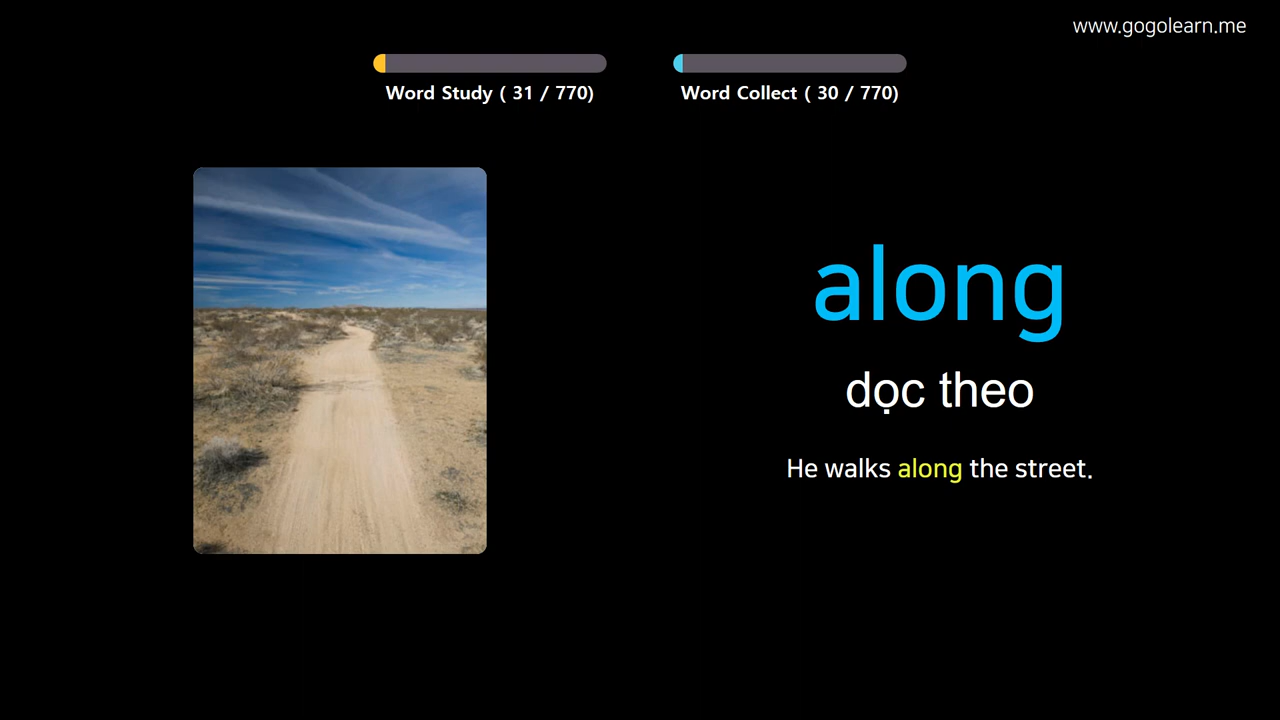 www.gogolearn.me
Word Study ( 31 / 770)
Word Collect ( 30 / 770)
along
dọc theo
He walks along the street.